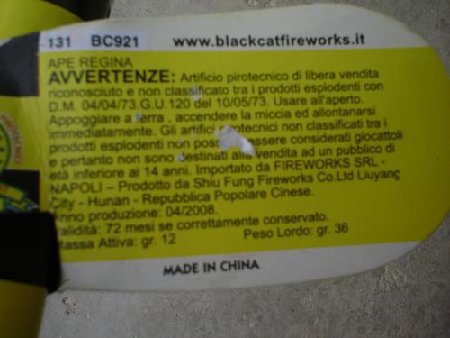 131 BC921 www.blackcatfireworks.it
APE REGINA
AVVERTENZE: Artificio pirotecnico di libera vendita
riconosciuto e non classificato tra i prodotti esplodenti con
D.M. 04/04/73.G.U 120 del 10/05/73. Usare all'aperto.
Appoggiare a terra , accendere la miccia ed allontanarsi
immediatamente. Gli artifici pirotecnici non classificati tra i
prodotti esplodenti non possono essere considerati giocattoli
e pertanto non sono destinati alla vendita ad un pubblico di
età inferiore ai 14 anni. Importato da FIREWORKS SRL -
NAPOLI - Prodotto da Shiu Fung Fireworks Co.Ltd Liuyang
City - Hunan - Repubblica Popolare Cinese.
Anno produzione: 04/2008.
Validità: 72 mesi se correttamente conservato.
Massa Attiva: gr. 12 Peso Lordo: gr. 36
MADE IN CHINA